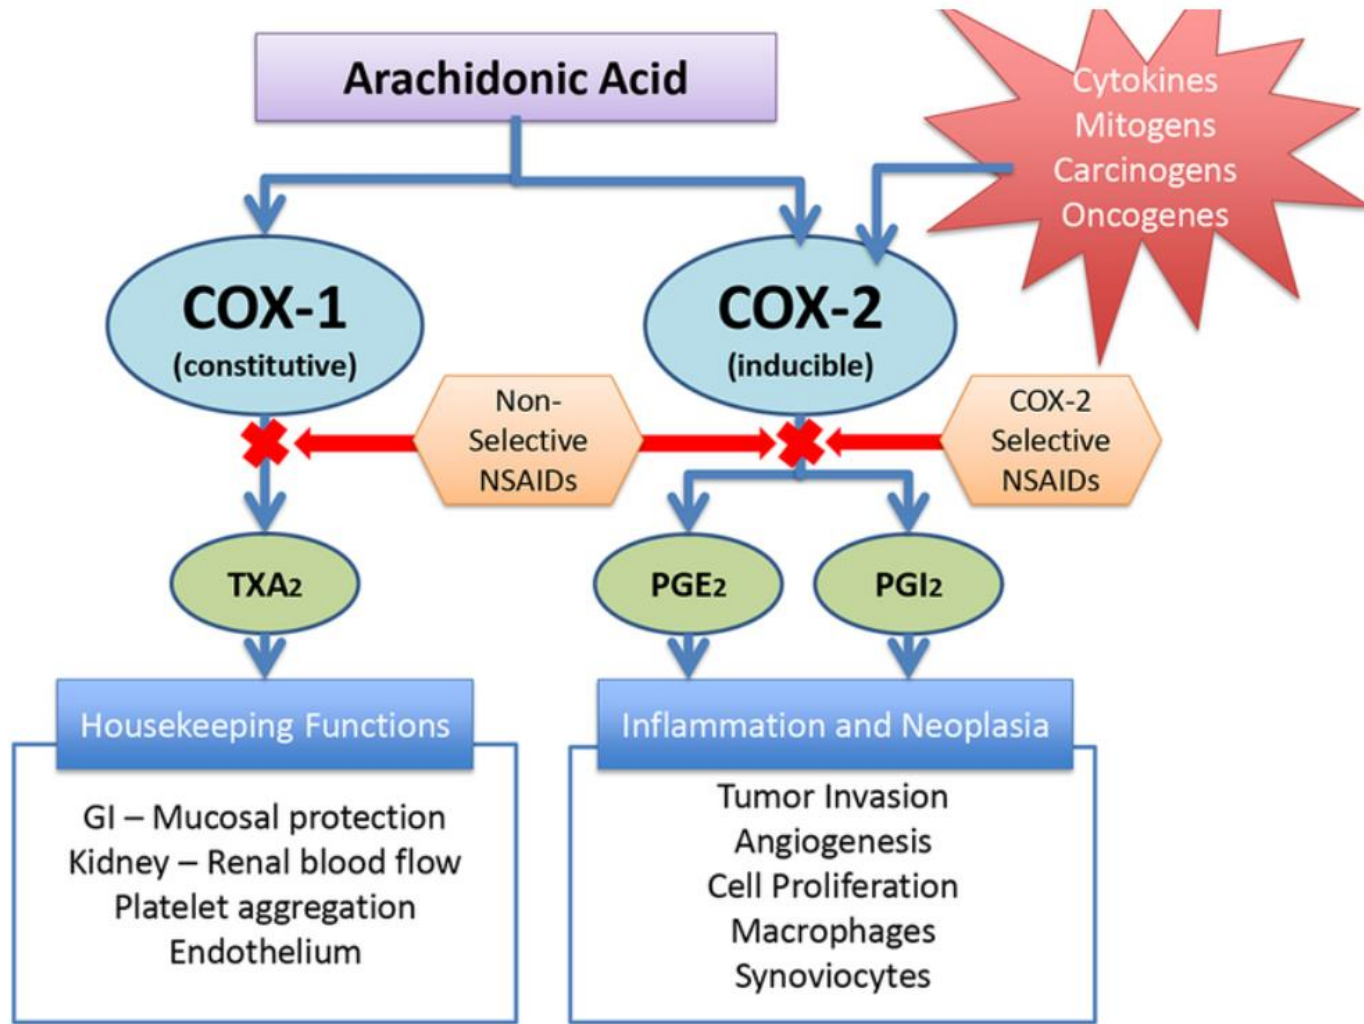 Arachidonic Acid
Cytokines
Mitogens
Carcinogens
Oncogenes
COX-1
(constitutive)
COX-2
(inducible)
Non-
Selective
NSAIDs
COX-2
Selective
NSAIDs
TXA2
PGE2
PGI2
Housekeeping Functions
GI – Mucosal protection
Kidney – Renal blood flow
Platelet aggregation
Endothelium
Inflammation and Neoplasia
Tumor Invasion
Angiogenesis
Cell Proliferation
Macrophages
Synoviocytes